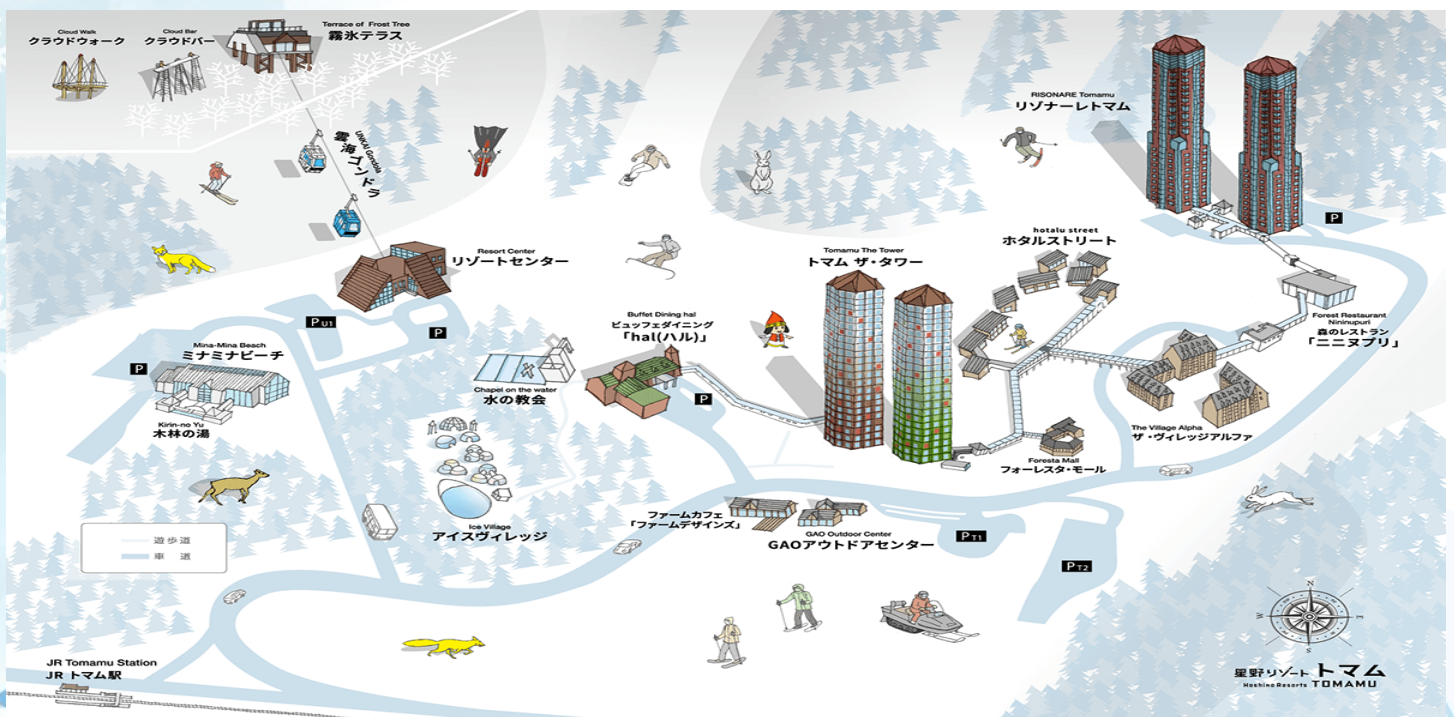 Cloud Walk
クラウドウォーク
Cloud Bar
クラウドバー
Terrace of Frost Tree
霧氷テラス
UNKAI Gondola
雲海ゴンドラ
RISONARE Tomamu
リゾナーレトマム
P
Resort Center
リゾートセンター
hotalu street
ホタルストリート
Tomamu The Tower
トマム ザ・タワー
P U1
P
Buffet Dining hal
ビュッフェダイニング
「hal(ハル)」
Forest Restaurant
Nininupuri
森のレストラン
「ニニヌプリ」
Mina-Mina Beach
ミナミナビーチ
P
Chapel on the water
水の教会
P
Kirin-no Yu
木林の湯
The Village Alpha
ザ・ヴィレッジアルファ
Foresta Mall
フォーレスタ・モール
Ice Village
アイスヴィレッジ
ファームカフェ
「ファームデザインズ」
GAO Outdoor Center
GAOアウトドアセンター
P T1
P T2
遊歩道
車 道
N
W
E
S
JR Tomamu Station
JR トマム駅
星野リゾート トマム
Hoshino Resorts TOMAMU